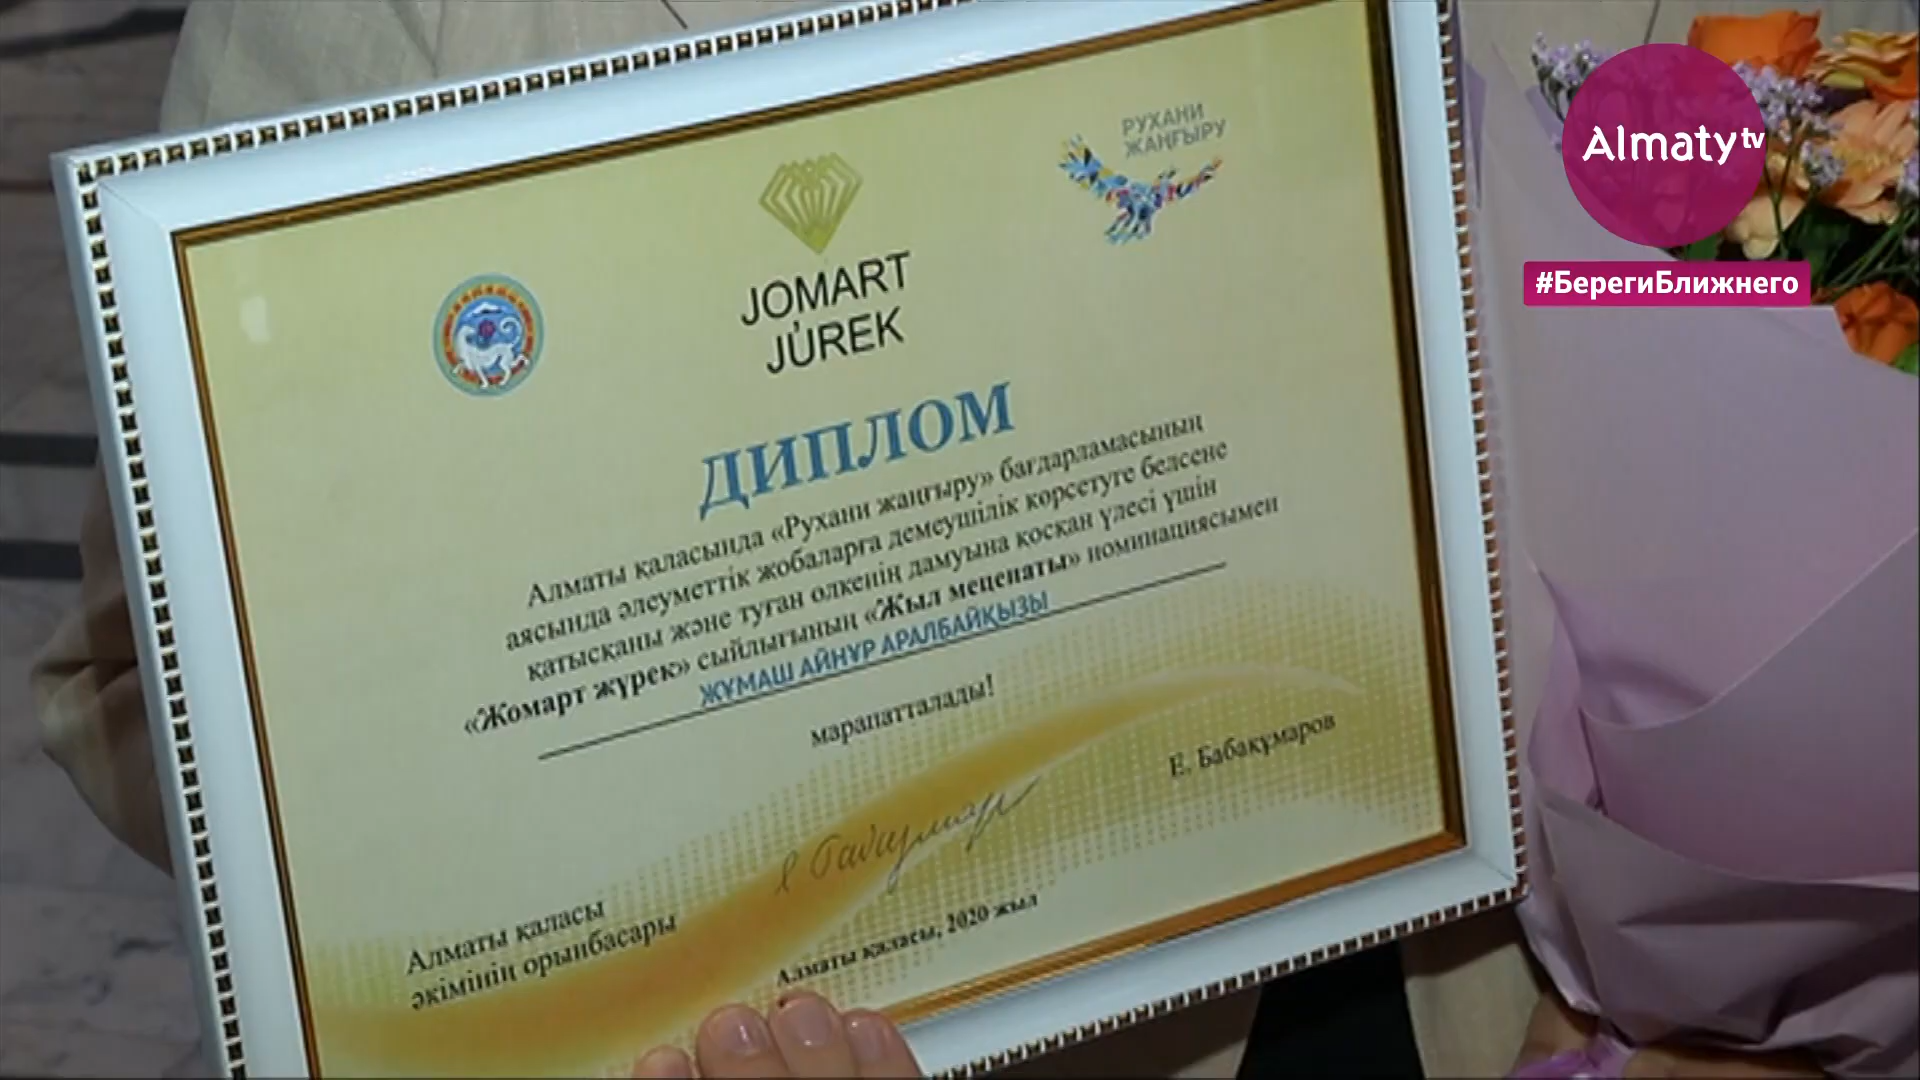 РУХАНИ
ЖАҢҒЫРУ
Almaty tv
#БерегиБлижнего
JOMART
JÚREK
ДИПЛОМ
Алматы қаласында «Рухани жаңғыру» бағдарламасының
аясында әлеуметтік жобаларға демеушілік көрсетуге белсене
қатысқаны және туған өлкенің дамуына қосқан үлесі үшін
«Жомарт жүрек» сыйлығының «Жыл меценаты» номинациясымен
ЖҰМАШ АЙНҰР АРАЛБАЙҚЫЗЫ
марапатталады!
Алматы қаласы
әкімінің орынбасары
Е. Бабақұмаров
Алматы қаласы, 2020 жыл